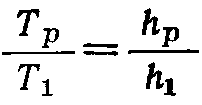 T_p / T_1 = h_p / h_1